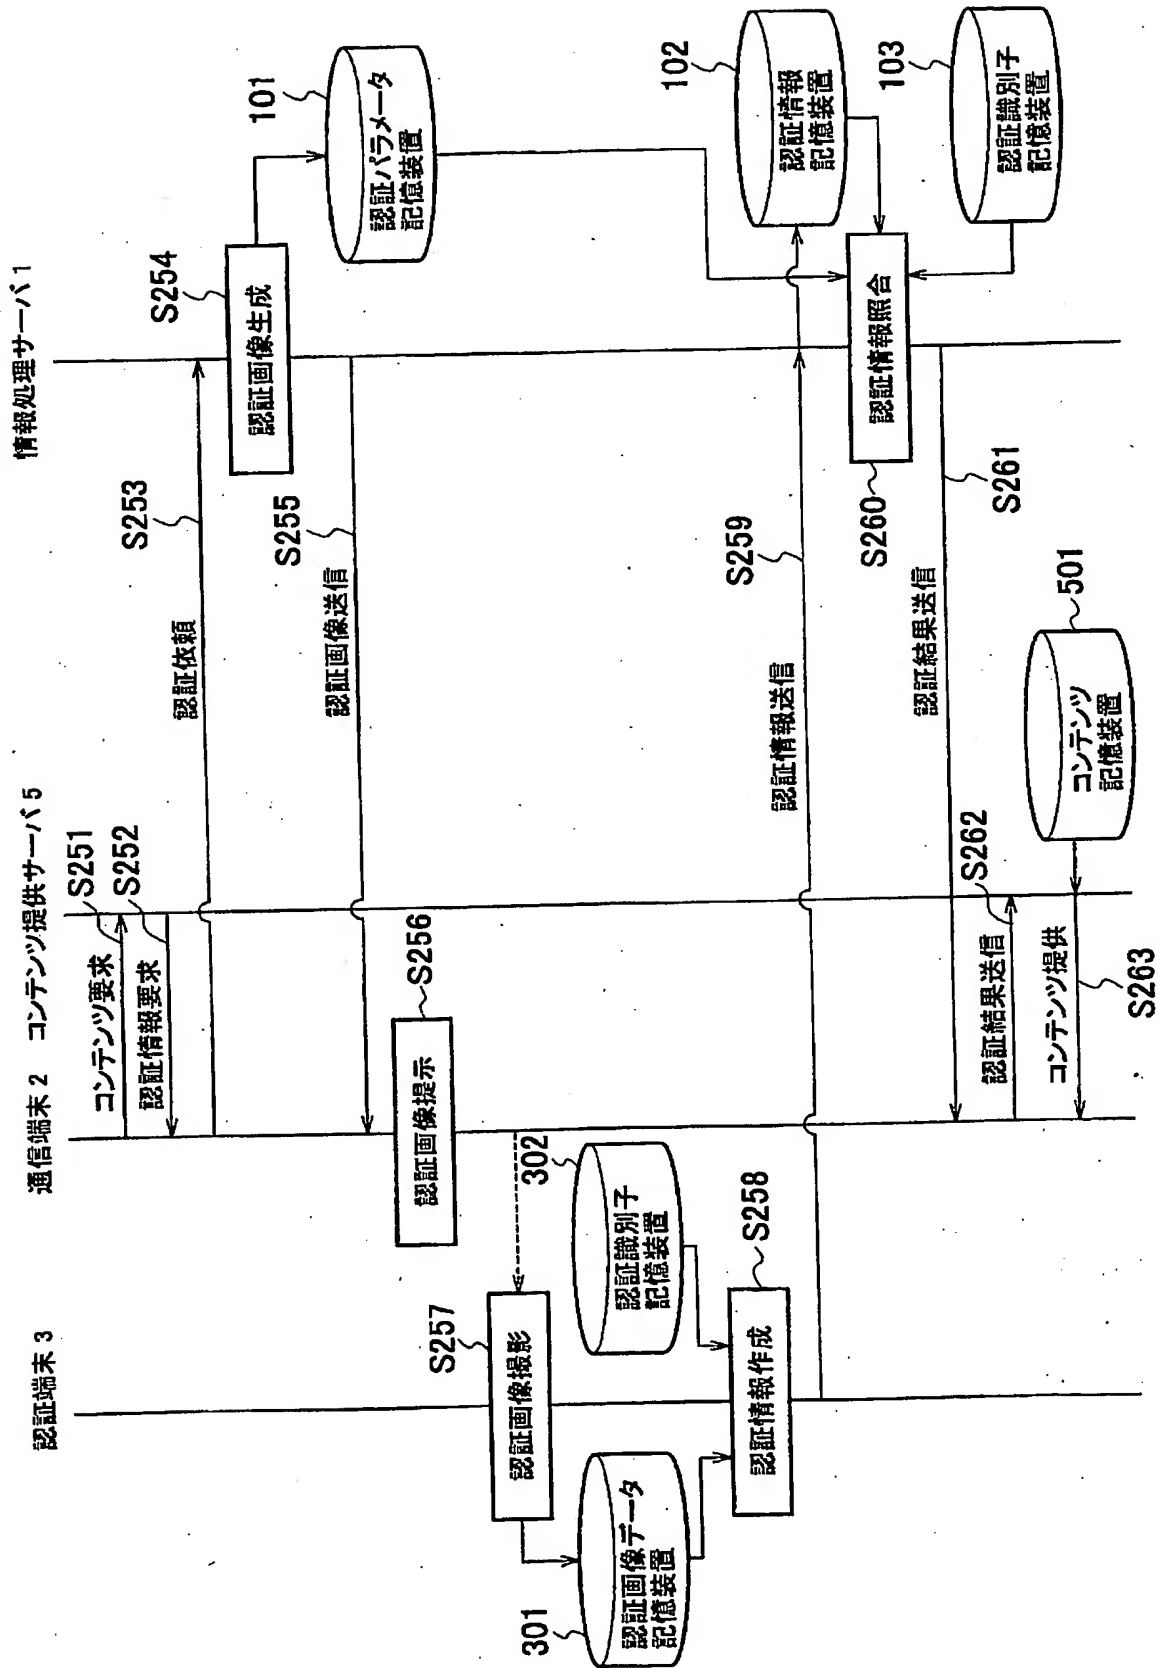 認証端末 3
通信端末 2
コンテンツ提供サーバ 5
情報処理サーバ 1
コンテンツ要求
S251
認証情報要求
S252
認証依頼
S253
認証画像生成
S254
認証パラメータ
記憶装置
101
認証画像送信
S255
認証画像提示
S256
認証画像撮影
S257
認証画像データ
記憶装置
301
認証識別子
記憶装置
302
認証情報作成
S258
認証情報送信
S259
認証情報
記憶装置
102
認証情報照合
S260
認証識別子
記憶装置
103
認証結果送信
S261
認証結果送信
S262
コンテンツ
記憶装置
501
コンテンツ提供
S263